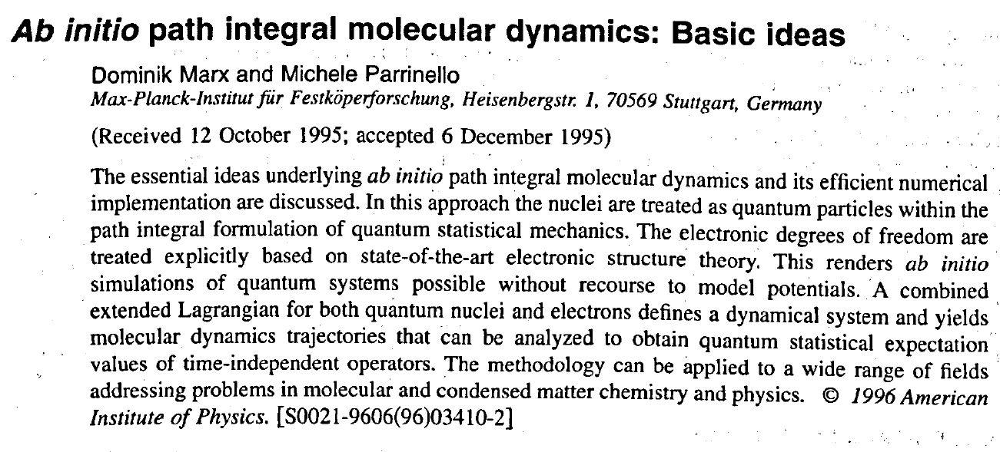 Ab initio path integral molecular dynamics: Basic ideas
Dominik Marx and Michele Parrinello
Max-Planck-Institut für Festköperforschung, Heisenbergstr. 1, 70569 Stuttgart, Germany
(Received 12 October 1995; accepted 6 December 1995)
The essential ideas underlying ab initio path integral molecular dynamics and its efficient numerical
implementation are discussed. In this approach the nuclei are treated as quantum particles within the
path integral formulation of quantum statistical mechanics. The electronic degrees of freedom are
treated explicitly based on state-of-the-art electronic structure theory. This renders ab initio
simulations of quantum systems possible without recourse to model potentials. A combined
extended Lagrangian for both quantum nuclei and electrons defines a dynamical system and yields
molecular dynamics trajectories that can be analyzed to obtain quantum statistical expectation
values of time-independent operators. The methodology can be applied to a wide range of fields
addressing problems in molecular and condensed matter chemistry and physics. © 1996 American
Institute of Physics. [S0021-9606(96)03410-2]